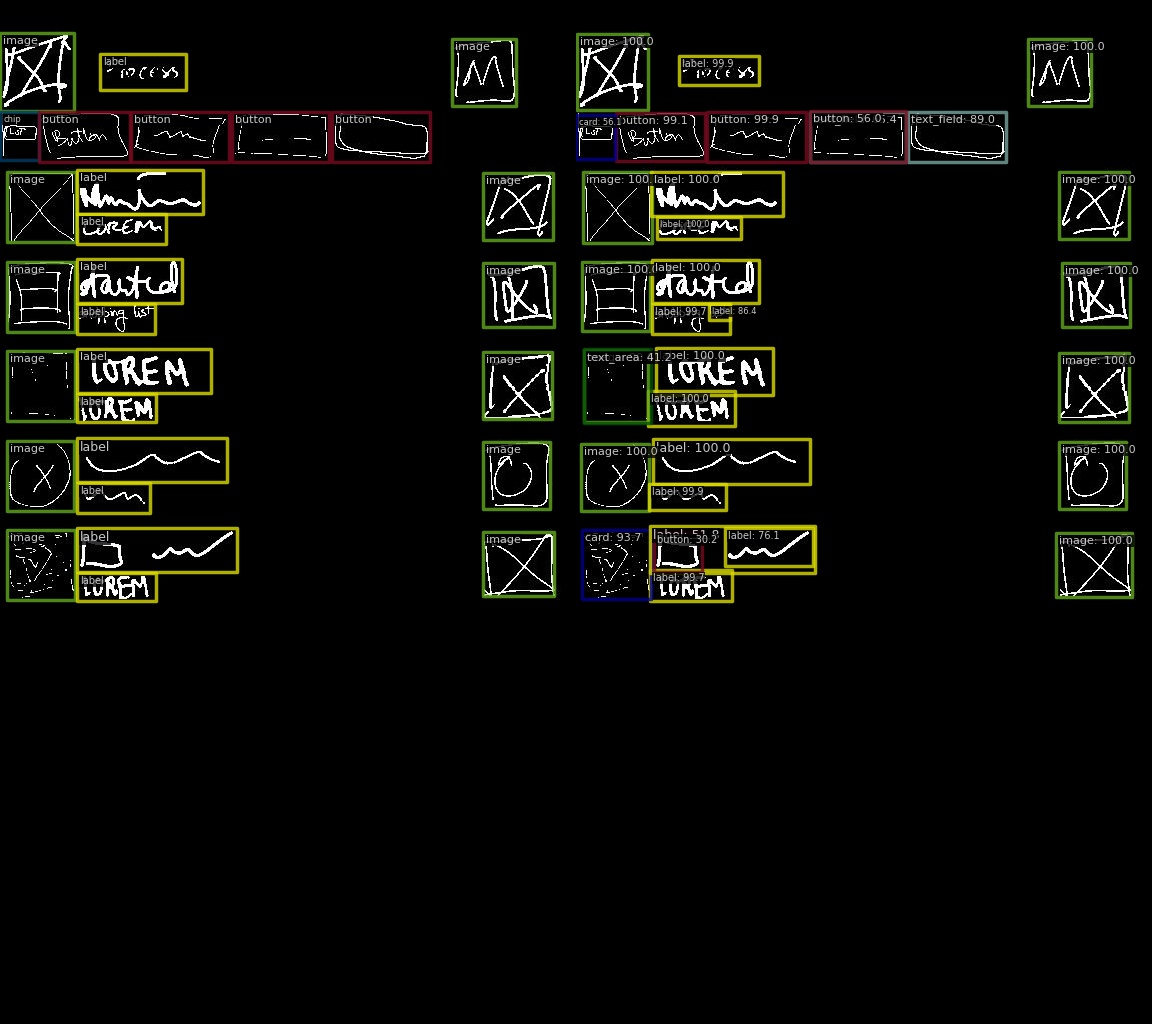 image image: 100.0
label label: 99.9
image image: 100.0
M M
chip button button button button card: 56.1 button: 99.1 button: 99.9 button: 56.0 text_field: 89.0
Button Button
image label image image: 100. label: 100.0 image: 100.0
label label: 100.0
LOREM
image label image image: 100. label: 100.0 image: 100.0
started started
label label: 99.7 label: 86.4
list
image label image text_area: 41.2 label: 100.0 image: 100.0
LOREM LOREM
label label: 100.0
LOREM LOREM
image label image image: 100.0 label: 100.0 image: 100.0
label label: 99.9
image label image card: 93.7 label: 51.8 button: 30.2 label: 76.1 image: 100.0
label label: 99.7
LOREM LOREM